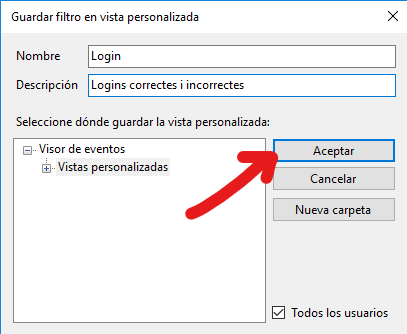 Guardar filtro en vista personalizada
Nombre
Login
Descripción
Logins correctes i incorrectes
Seleccione dónde guardar la vista personalizada:
Visor de eventos
Vistas personalizadas
Aceptar
Cancelar
Nueva carpeta
Todos los usuarios